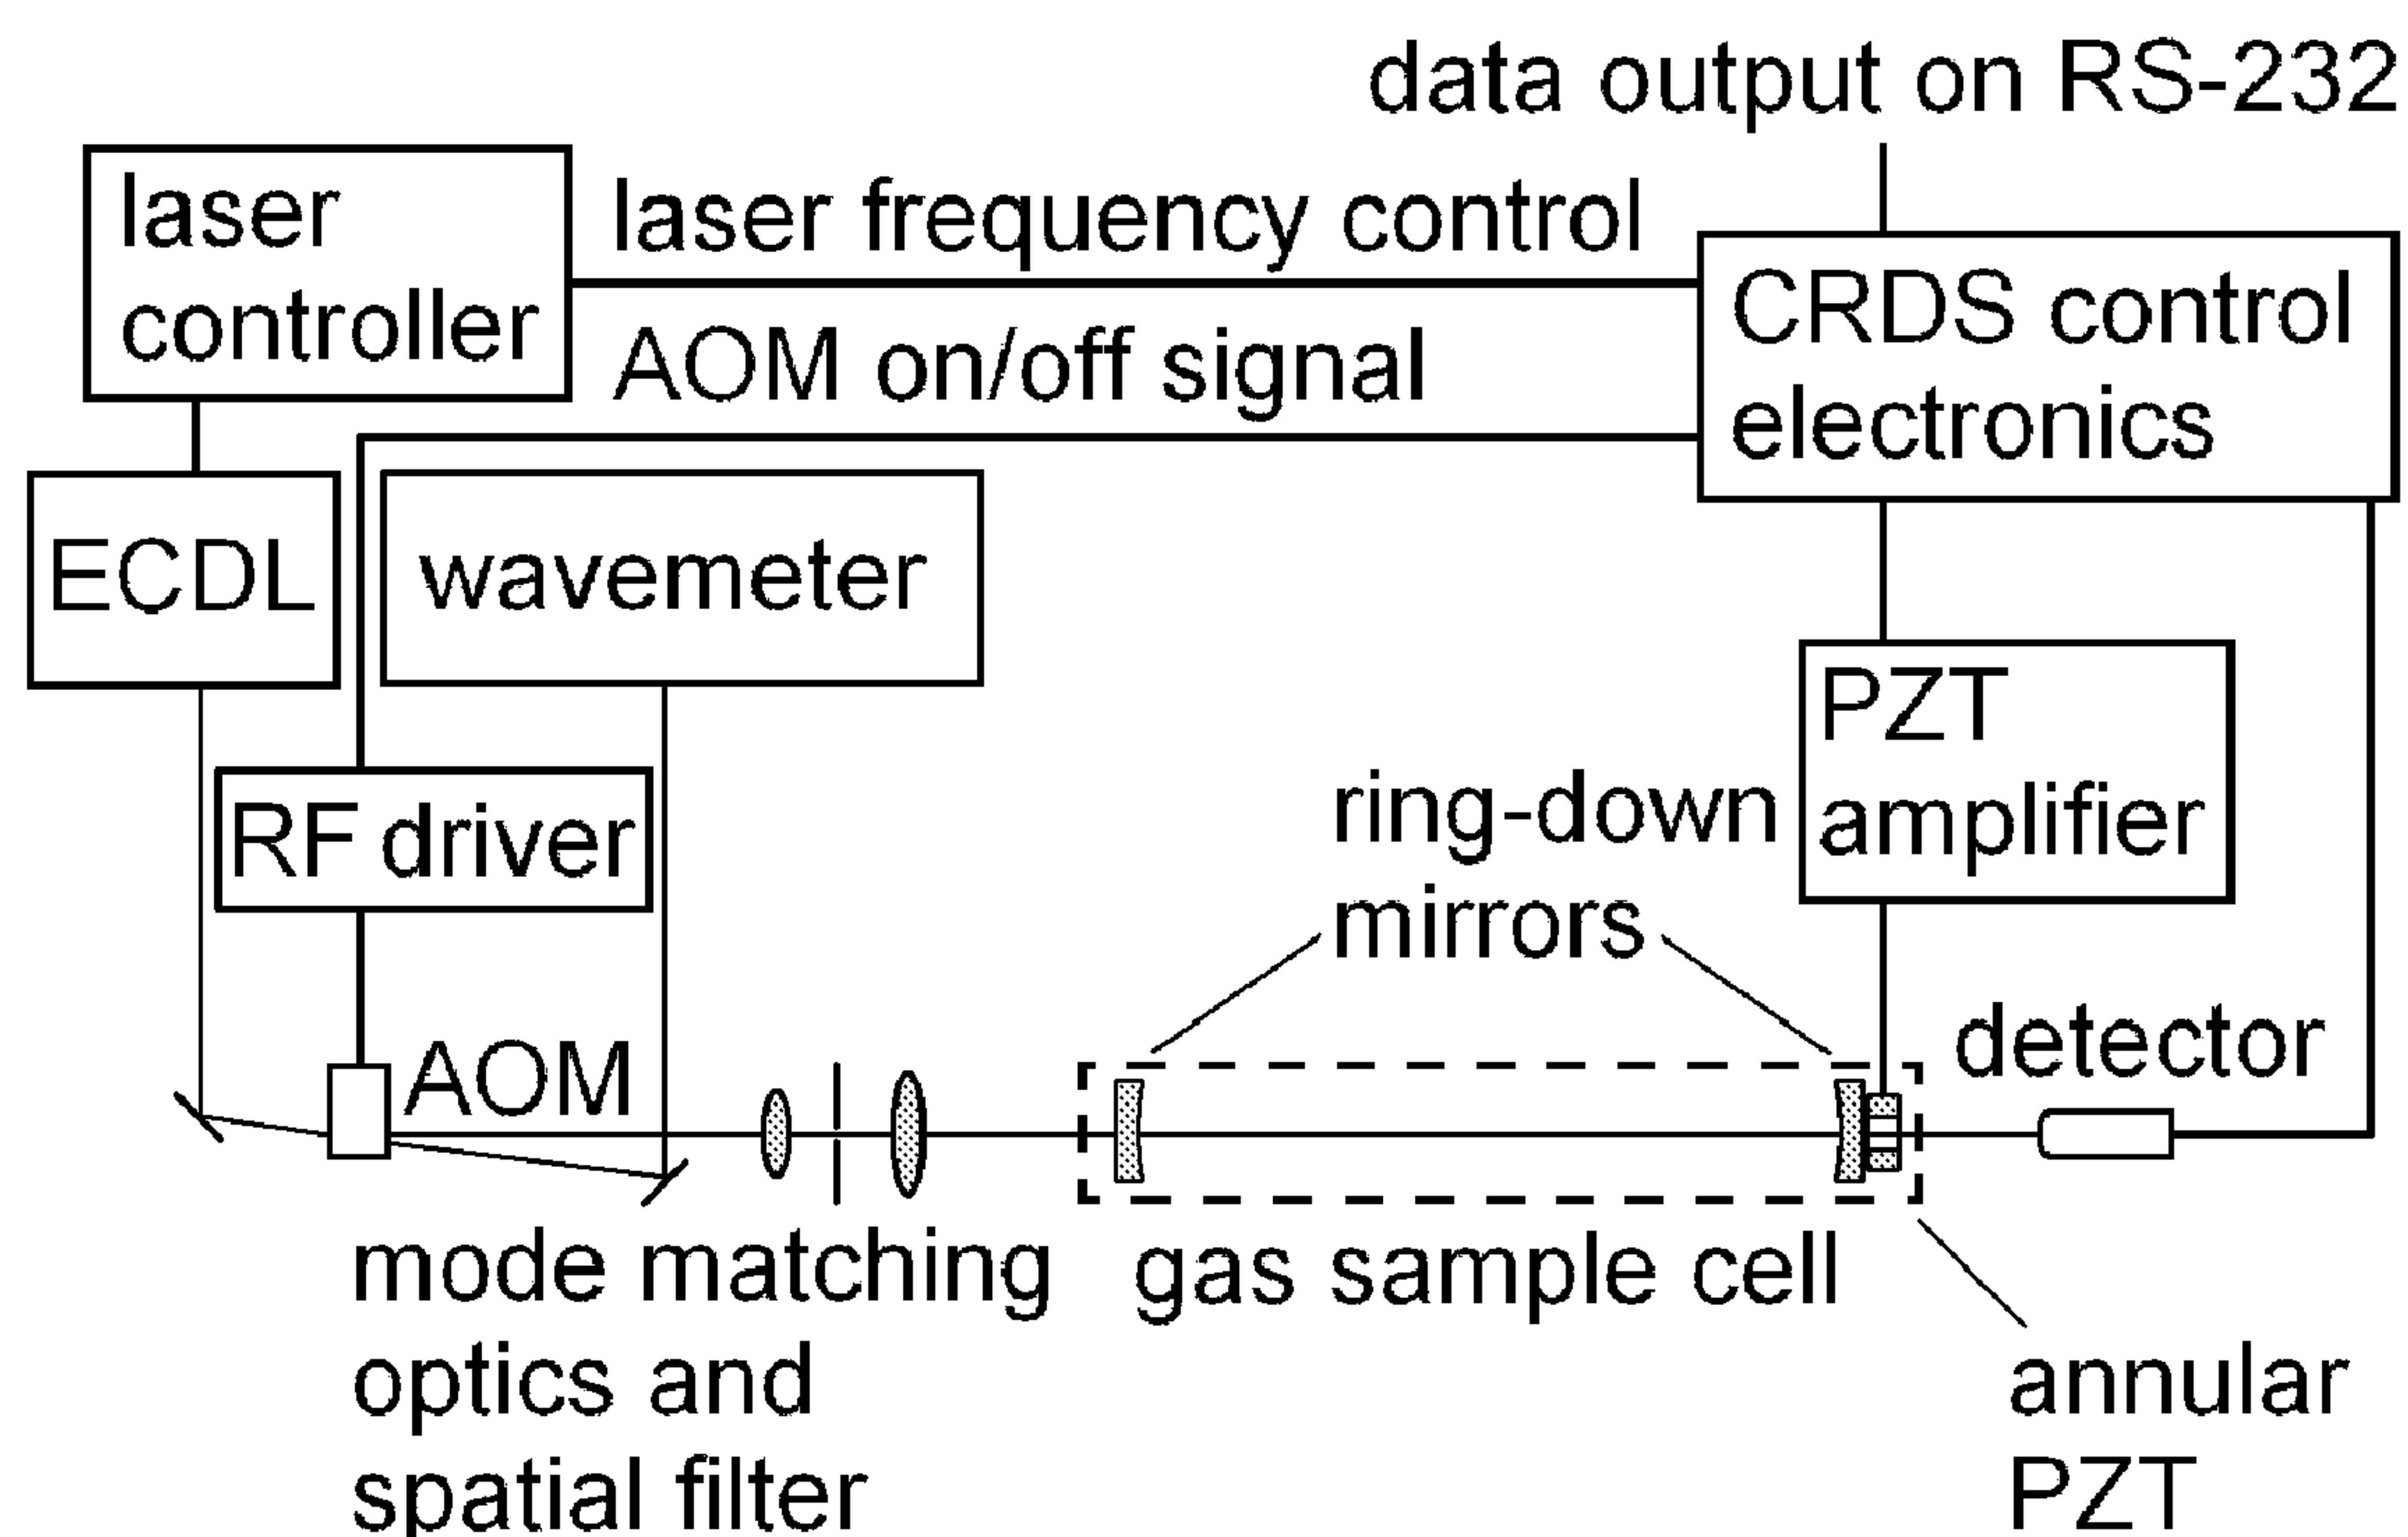 data output on RS-232
laser
controller
laser frequency control
AOM on/off signal
CRDS control
electronics
ECDL
wavemeter
PZT
amplifier
RF driver
ring-down
mirrors
AOM
detector
mode matching
optics and
spatial filter
gas sample cell
annular
PZT